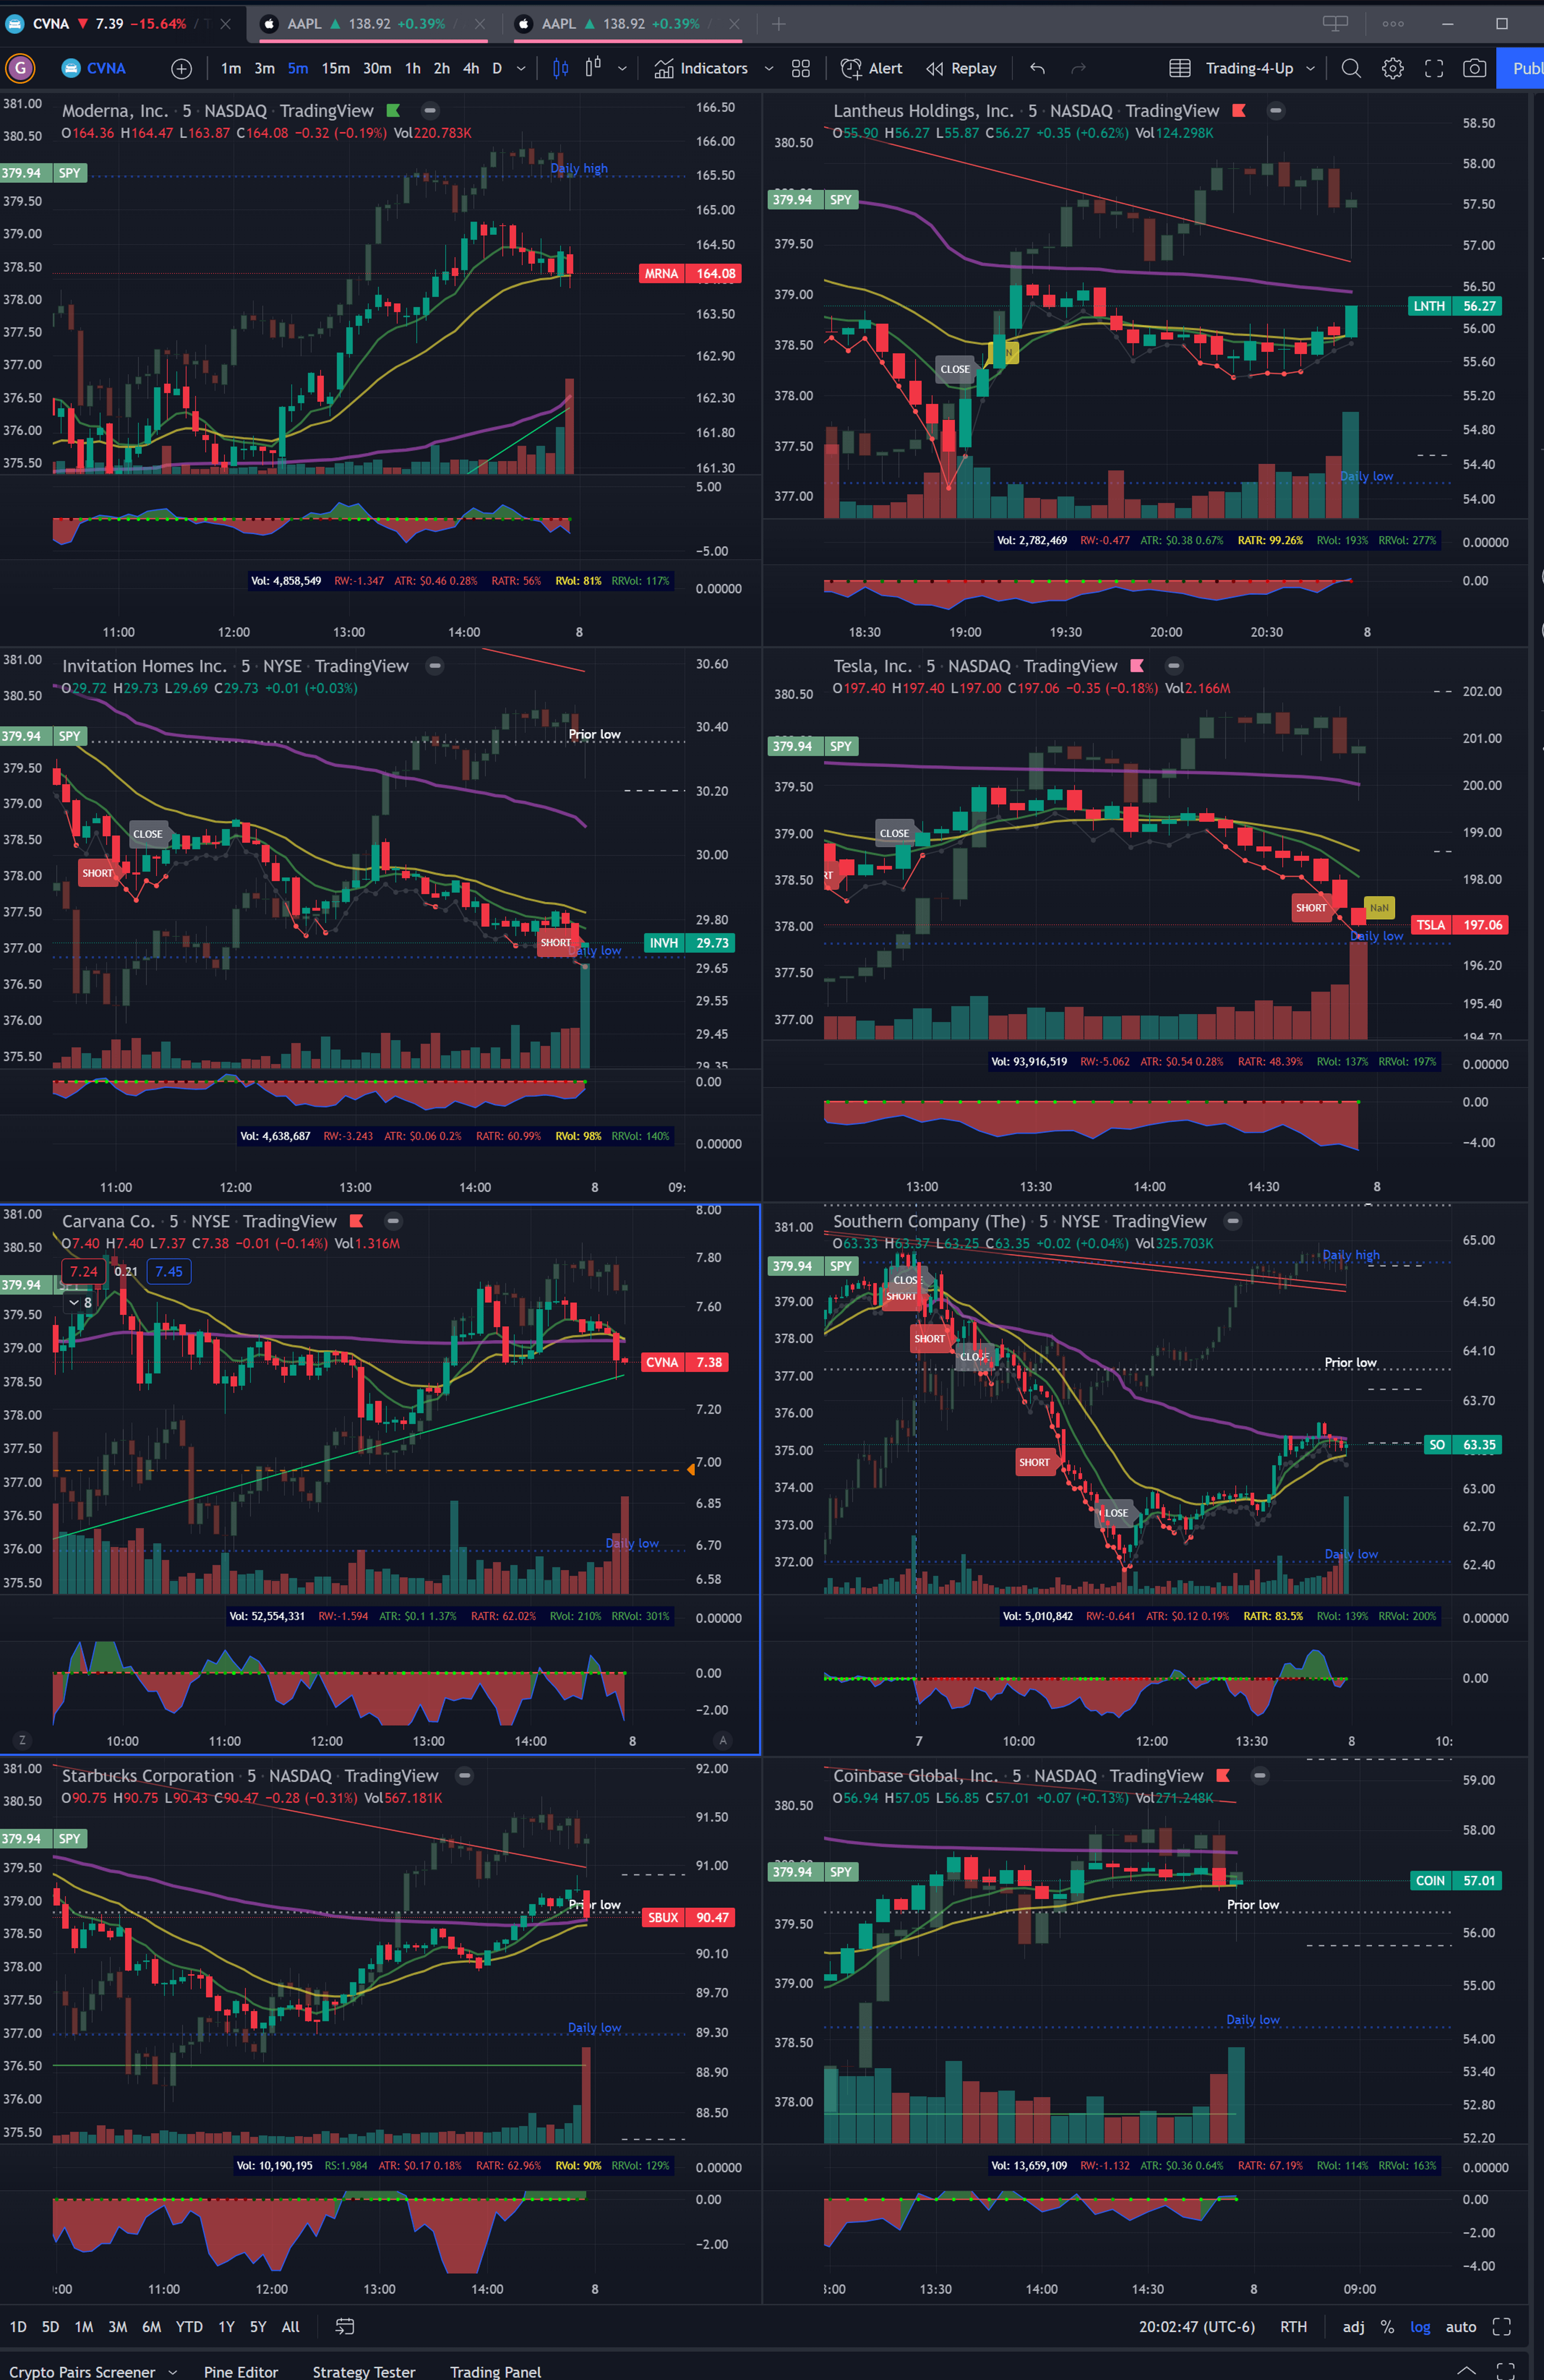 CVNA ▼ 7.39 −15.64% / T
AAPL ▲ 138.92 +0.39% /
AAPL ▲ 138.92 +0.39% /
G CVNA 1m 3m 5m 15m 30m 1h 2h 4h D Indicators Alert Replay Trading-4-Up Publ
Moderna, Inc. · 5 · NASDAQ · TradingView
O164.36 H164.47 L163.87 C164.08 −0.32 (−0.19%) Vol220.783K
381.00
380.50
379.94 SPY
379.50
379.00
378.50
378.00
377.50
377.00
376.50
376.00
375.50
Daily high
166.50
166.00
165.50
165.00
164.50
MRNA 164.08
163.50
162.90
162.30
161.80
161.30
5.00
−5.00
Vol: 4,858,549 RW:-1.347 ATR: $0.46 0.28% RATR: 56% RVol: 81% RRVol: 117%
0.00000
11:00 12:00 13:00 14:00 8
Lantheus Holdings, Inc. · 5 · NASDAQ · TradingView
O55.90 H56.27 L55.87 C56.27 +0.35 (+0.62%) Vol124.298K
380.50
379.94 SPY
379.50
379.00
378.50
378.00
377.50
377.00
CLOSE
Daily low
58.50
58.00
57.50
57.00
56.50
LNTH 56.27
56.00
55.60
55.20
54.80
54.40
54.00
Vol: 2,782,469 RW:-0.477 ATR: $0.38 0.67% RATR: 99.26% RVol: 193% RRVol: 277%
0.00000
0.00
18:30 19:00 19:30 20:00 20:30 8
Invitation Homes Inc. · 5 · NYSE · TradingView
O29.72 H29.73 L29.69 C29.73 +0.01 (+0.03%)
381.00
380.50
379.94 SPY
379.50
379.00
378.50
378.00
377.50
377.00
376.50
376.00
375.50
CLOSE
SHORT
Prior low
SHORT
30.60
30.40
30.20
30.00
29.80
INVH 29.73
29.65
29.55
29.45
29.35
0.00
Vol: 4,638,687 RW:-3.243 ATR: $0.06 0.2% RATR: 60.99% RVol: 98% RRVol: 140%
0.00000
11:00 12:00 13:00 14:00 8 09:
Tesla, Inc. · 5 · NASDAQ · TradingView
O197.40 H197.40 L197.00 C197.06 −0.35 (−0.18%) Vol2.166M
380.50
379.94 SPY
379.50
379.00
378.50
378.00
377.50
377.00
CLOSE
RT
SHORT
NaN
Daily low
202.00
201.00
200.00
199.00
198.00
TSLA 197.06
196.20
195.40
194.70
Vol: 93,916,519 RW:-5.062 ATR: $0.54 0.28% RATR: 48.39% RVol: 137% RRVol: 197%
0.00000
0.00
−4.00
13:00 13:30 14:00 14:30 8
Carvana Co. · 5 · NYSE · TradingView
O7.40 H7.40 L7.37 C7.38 −0.01 (−0.14%) Vol1.316M
7.24 0.21 7.45
8
381.00
380.50
379.94
379.50
379.00
378.50
378.00
377.50
377.00
376.50
376.00
375.50
Daily low
8.00
7.80
7.60
CVNA 7.38
7.20
7.00
6.85
6.70
6.58
Vol: 52,554,331 RW:-1.594 ATR: $0.1 1.37% RATR: 62.02% RVol: 210% RRVol: 301%
0.00000
0.00
−2.00
Z A
10:00 11:00 12:00 13:00 14:00 8
Southern Company (The) · 5 · NYSE · TradingView
O63.33 H63.37 L63.25 C63.35 +0.02 (+0.04%) Vol325.703K
381.00
379.94 SPY
379.00
378.00
377.00
376.00
375.00
374.00
373.00
372.00
SHORT
SHORT
SHORT
Daily high
Prior low
Daily low
65.00
64.50
64.10
63.70
SO 63.35
63.00
62.70
62.40
Vol: 5,010,842 RW:-0.641 ATR: $0.12 0.19% RATR: 83.5% RVol: 139% RRVol: 200%
0.00000
0.00
7 10:00 12:00 13:30 8 10:
Starbucks Corporation · 5 · NASDAQ · TradingView
O90.75 H90.75 L90.43 C90.47 −0.28 (−0.31%) Vol567.181K
381.00
380.50
379.94 SPY
379.50
379.00
378.50
378.00
377.50
377.00
376.50
376.00
375.50
Prior low
Daily low
92.00
91.50
91.00
SBUX 90.47
90.10
89.70
89.30
88.90
88.50
Vol: 10,190,195 RS:1.984 ATR: $0.17 0.18% RATR: 62.96% RVol: 90% RRVol: 129%
0.00000
0.00
−2.00
:00 11:00 12:00 13:00 14:00 8
Coinbase Global, Inc. · 5 · NASDAQ · TradingView
O56.94 H57.05 L56.85 C57.01 +0.07 (+0.13%) Vol271.248K
380.50
379.94 SPY
379.50
379.00
378.50
378.00
Prior low
Daily low
59.00
58.00
COIN 57.01
56.00
55.00
54.00
53.40
52.80
52.20
Vol: 13,659,109 RW:-1.132 ATR: $0.36 0.64% RATR: 67.19% RVol: 114% RRVol: 163%
0.00000
0.00
−2.00
−4.00
3:00 13:30 14:00 14:30 8 09:00
1D 5D 1M 3M 6M YTD 1Y 5Y All 20:02:47 (UTC-6) RTH adj % log auto
Crypto Pairs Screener Pine Editor Strategy Tester Trading Panel